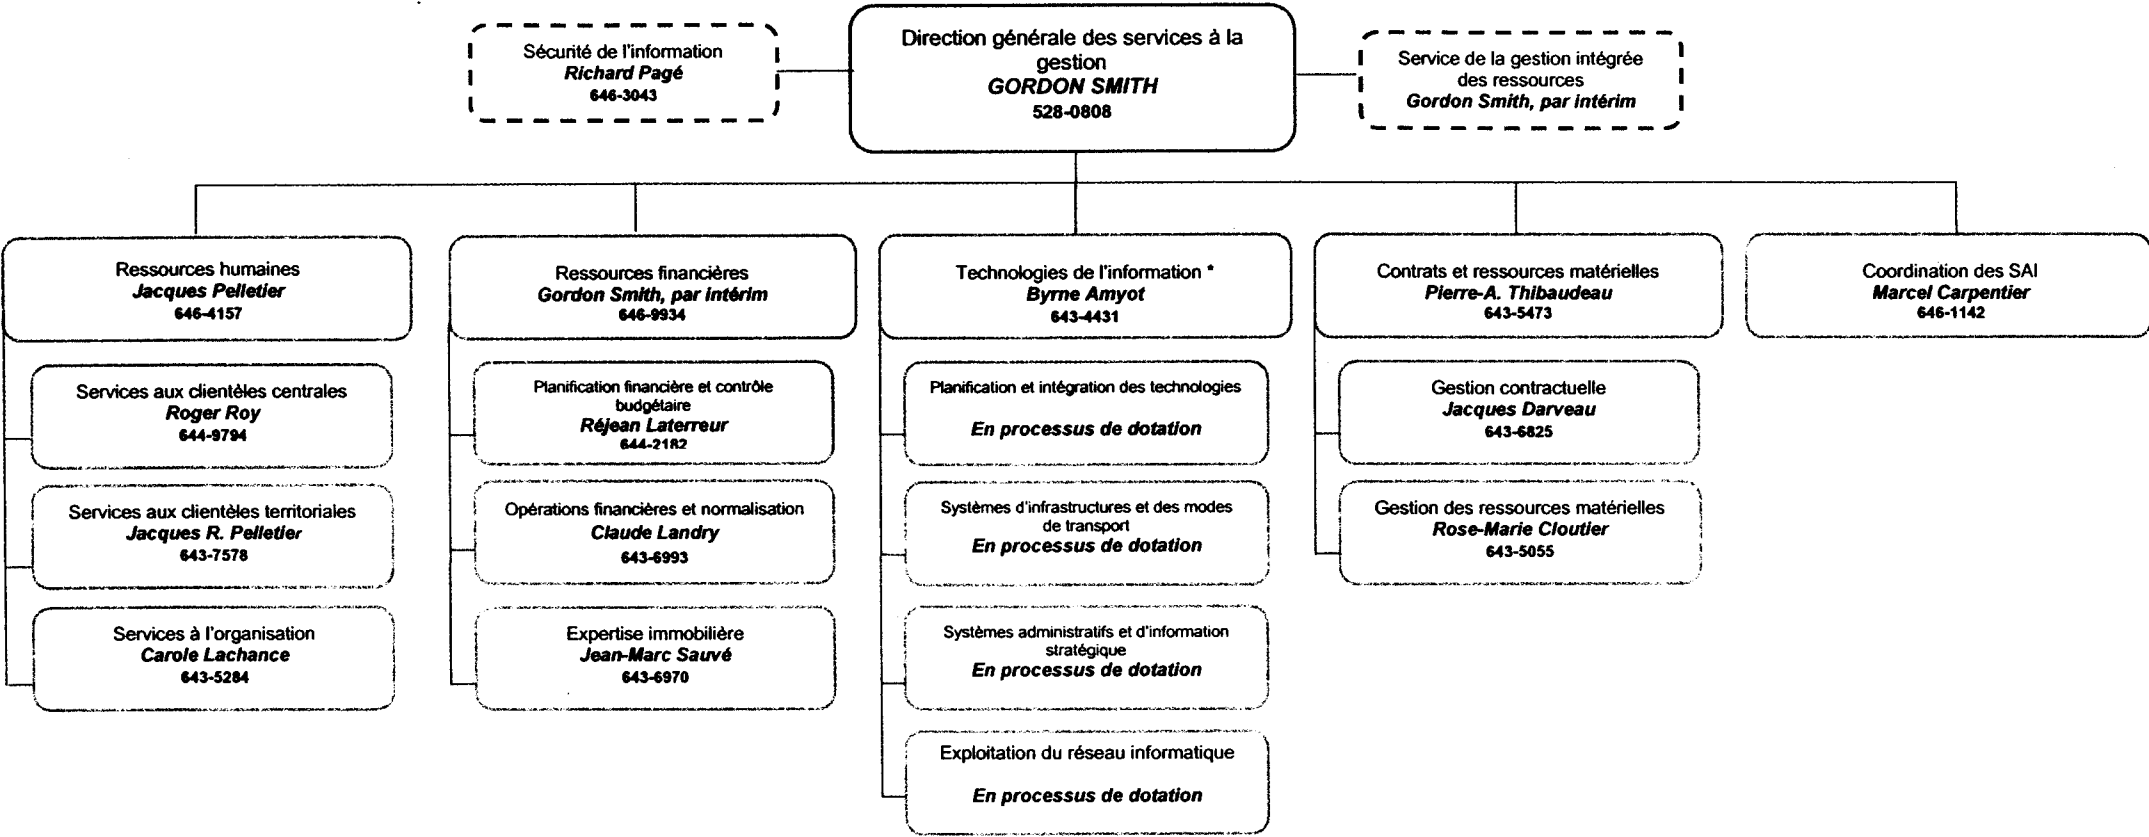 Sécurité de l'information
Richard Pagé
646-3043
Direction générale des services à la
gestion
GORDON SMITH
528-0808
Service de la gestion intégrée
des ressources
Gordon Smith, par intérim
Ressources humaines
Jacques Pelletier
646-4157
Services aux clientèles centrales
Roger Roy
644-9794
Services aux clientèles territoriales
Jacques R. Pelletier
643-7578
Services à l'organisation
Carole Lachance
643-5284
Ressources financières
Gordon Smith, par intérim
646-9934
Planification financière et contrôle
budgétaire
Réjean Laterreur
644-2182
Opérations financières et normalisation
Claude Landry
643-6993
Expertise immobilière
Jean-Marc Sauvé
643-6970
Technologies de l'information *
Byrne Amyot
643-4431
Planification et intégration des technologies
En processus de dotation
Systèmes d'infrastructures et des modes
de transport
En processus de dotation
Systèmes administratifs et d'information
stratégique
En processus de dotation
Exploitation du réseau informatique
En processus de dotation
Contrats et ressources matérielles
Pierre-A. Thibaudeau
643-5473
Gestion contractuelle
Jacques Darveau
643-6825
Gestion des ressources matérielles
Rose-Marie Cloutier
643-5055
Coordination des SAI
Marcel Carpentier
646-1142